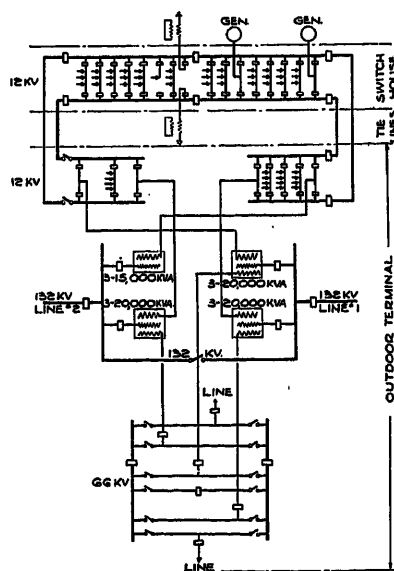 GEN.
GEN.
12 KV
SWITCH HOUSE
TIE LINES
12 KV
3-15,000 KVA
3-20,000 KVA
3-20,000 KVA
3-20,000 KVA
132 KV
LINE #2
132 KV
LINE #1
132 KV.
LINE
66 KV
LINE
OUTDOOR TERMINAL